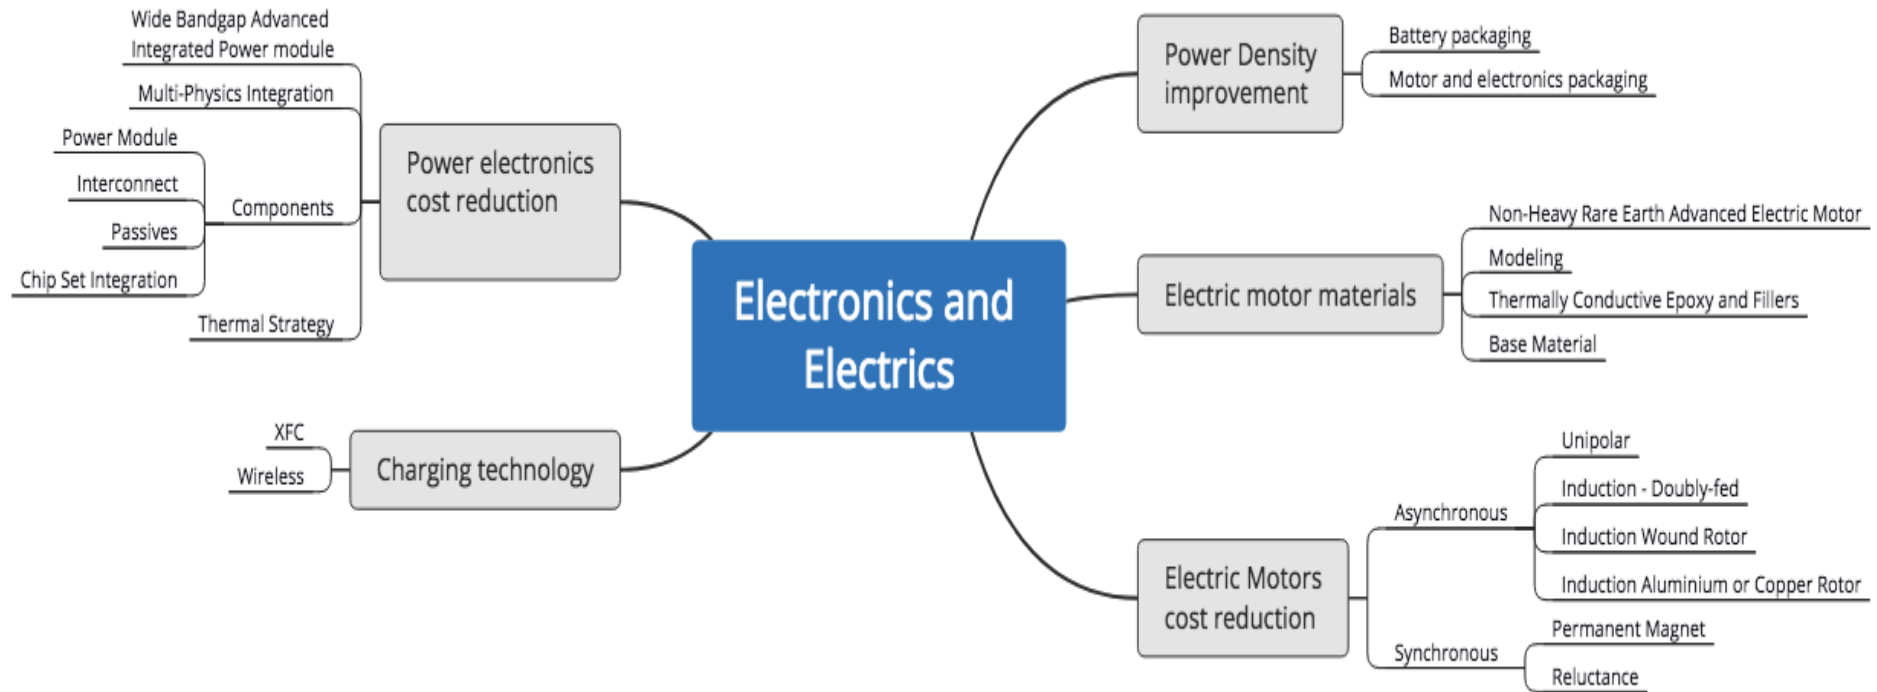 Wide Bandgap Advanced
Integrated Power module
Multi-Physics Integration
Power Module
Interconnect
Passives
Chip Set Integration
Components
Thermal Strategy
Power electronics
cost reduction
XFC
Wireless
Charging technology
Electronics and
Electrics
Power Density
improvement
Battery packaging
Motor and electronics packaging
Electric motor materials
Non-Heavy Rare Earth Advanced Electric Motor
Modeling
Thermally Conductive Epoxy and Fillers
Base Material
Electric Motors
cost reduction
Asynchronous
Unipolar
Induction - Doubly-fed
Induction Wound Rotor
Induction Aluminium or Copper Rotor
Synchronous
Permanent Magnet
Reluctance